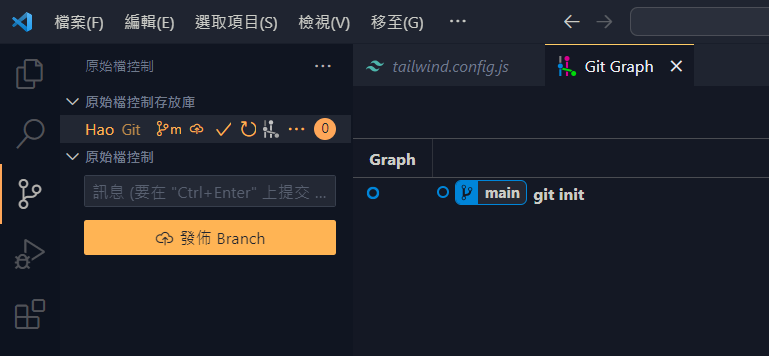 檔案(F) 編輯(E) 選取項目(S) 檢視(V) 移至(G) ···
原始檔控制 ···
tailwind.config.js
Git Graph
原始檔控制存放庫
Hao Git m ··· 0
原始檔控制
訊息 (要在 "Ctrl+Enter" 上提交 ...
發佈 Branch
Graph
main git init